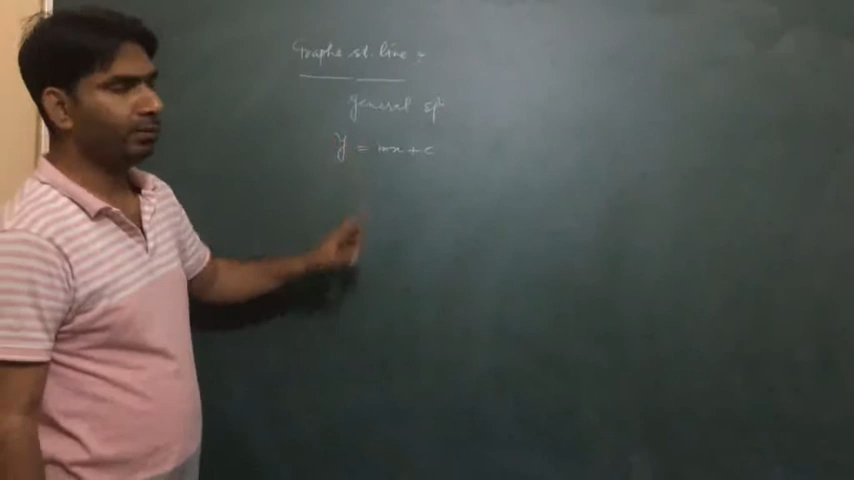 Graphs st. line :
general eqn
y = mx + c